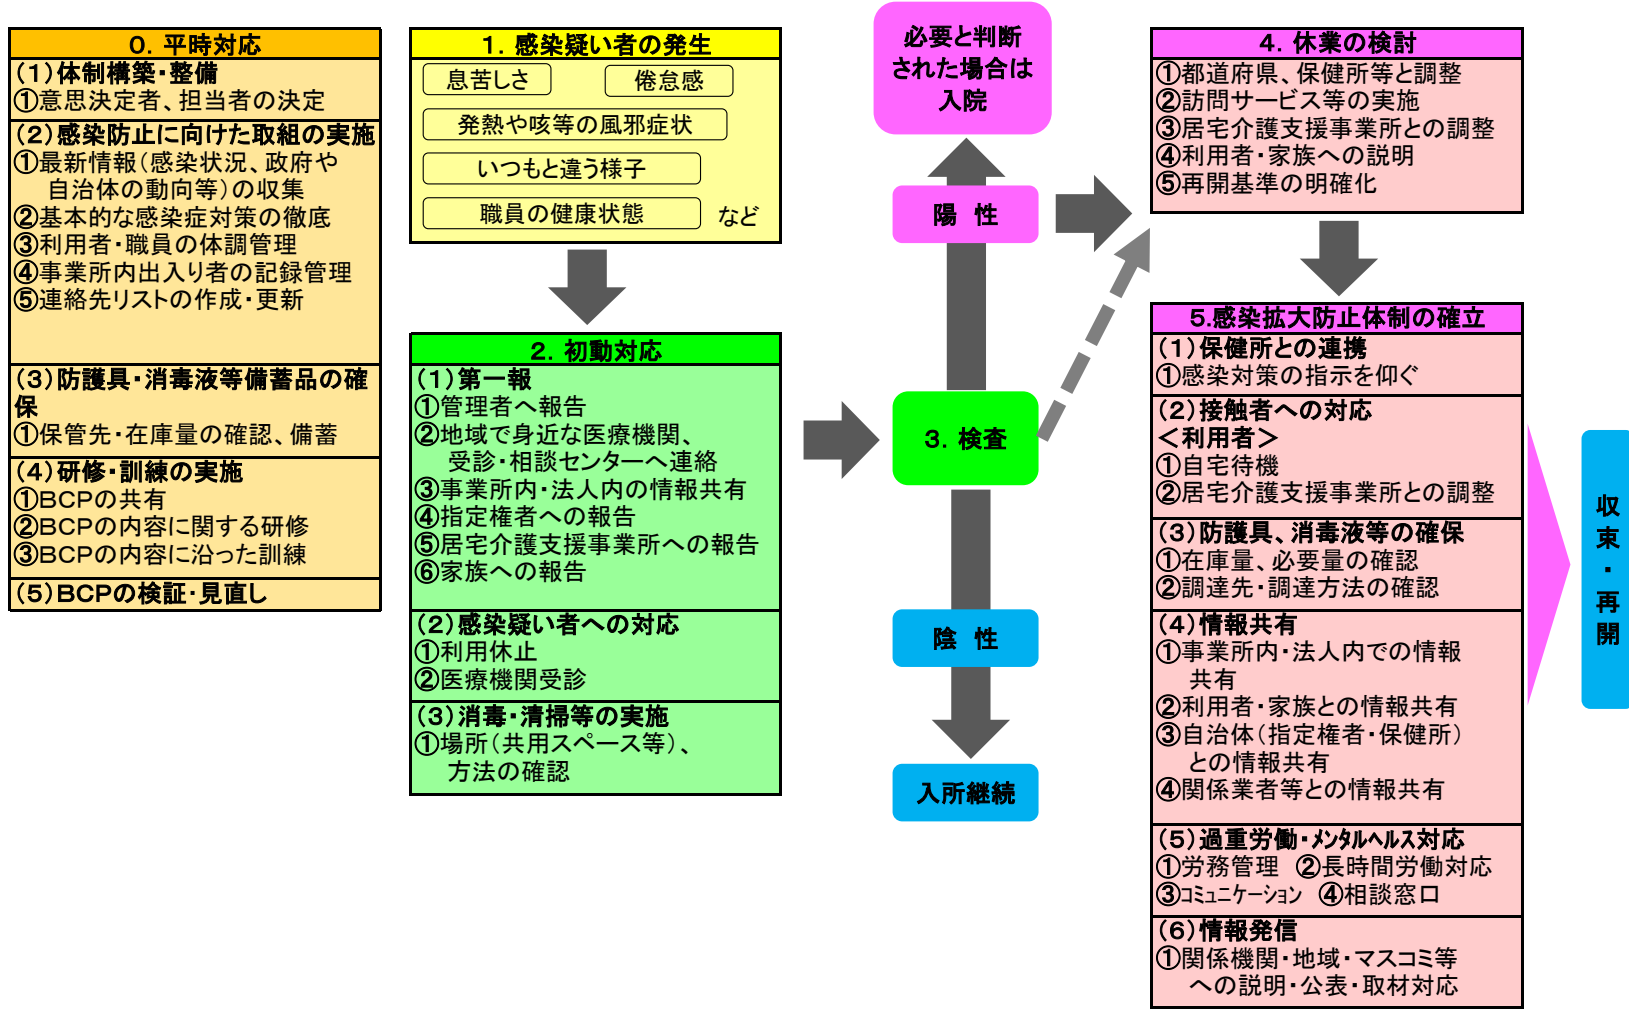 ０．平時対応
（１）体制構築・整備
①意思決定者、担当者の決定
（２）感染防止に向けた取組の実施
①最新情報（感染状況、政府や
自治体の動向等）の収集
②基本的な感染症対策の徹底
③利用者・職員の体調管理
④事業所内出入り者の記録管理
⑤連絡先リストの作成・更新
（３）防護具・消毒液等備蓄品の確
保
①保管先・在庫量の確認、備蓄
（４）研修・訓練の実施
①BCPの共有
②BCPの内容に関する研修
③BCPの内容に沿った訓練
（５）BCPの検証・見直し
１．感染疑い者の発生
息苦しさ
倦怠感
発熱や咳等の風邪症状
いつもと違う様子
職員の健康状態
など
２．初動対応
（１）第一報
①管理者へ報告
②地域で身近な医療機関、
受診・相談センターへ連絡
③事業所内・法人内の情報共有
④指定権者への報告
⑤居宅介護支援事業所への報告
⑥家族への報告
（２）感染疑い者への対応
①利用休止
②医療機関受診
（３）消毒・清掃等の実施
①場所（共用スペース等）、
方法の確認
必要と判断
された場合は
入院
陽 性
３．検査
陰 性
入所継続
４．休業の検討
①都道府県、保健所等と調整
②訪問サービス等の実施
③居宅介護支援事業所との調整
④利用者・家族への説明
⑤再開基準の明確化
５.感染拡大防止体制の確立
（１）保健所との連携
①感染対策の指示を仰ぐ
（２）接触者への対応
＜利用者＞
①自宅待機
②居宅介護支援事業所との調整
（３）防護具、消毒液等の確保
①在庫量、必要量の確認
②調達先・調達方法の確認
（４）情報共有
①事業所内・法人内での情報
共有
②利用者・家族との情報共有
③自治体（指定権者・保健所）
との情報共有
④関係業者等との情報共有
（５）過重労働・ﾒﾝﾀﾙﾍﾙｽ対応
①労務管理 ②長時間労働対応
③ｺﾐｭﾆｹｰｼｮﾝ ④相談窓口
（６）情報発信
①関係機関・地域・マスコミ等
への説明・公表・取材対応
収束・再開